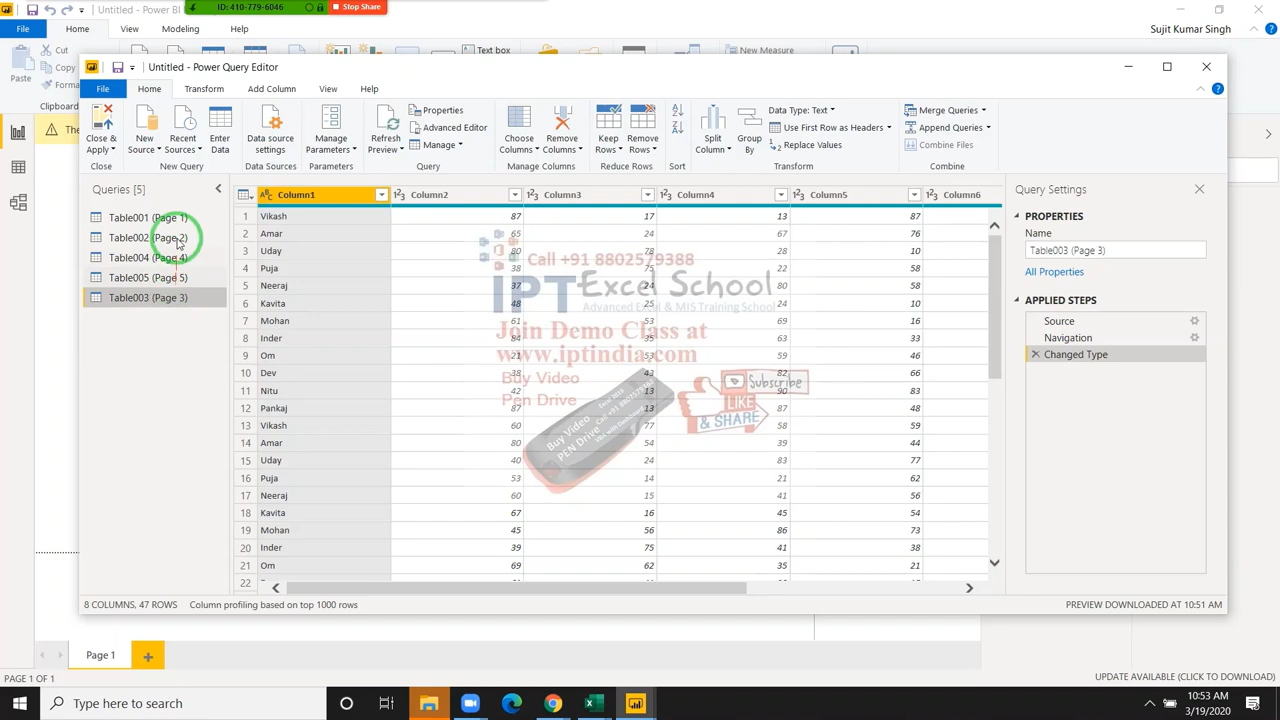 Untitled - Power BI
ID: 410-779-6046
Stop Share
File Home View Modeling Help
Sujit Kumar Singh
Paste
Cut
Copy
Clipboard
Text box
New Measure
Untitled - Power Query Editor
File Home Transform Add Column View Help
Close & Apply
New Source
Recent Sources
Enter Data
Data source settings
Manage Parameters
Refresh Preview
Properties
Advanced Editor
Manage
Choose Columns
Remove Columns
Keep Rows
Remove Rows
Split Column
Group By
Data Type: Text
Use First Row as Headers
Replace Values
Merge Queries
Append Queries
Combine Files
Close New Query Data Sources Parameters Query Manage Columns Reduce Rows Sort Transform Combine
Queries [5]
Table001 (Page 1)
Table002 (Page 2)
Table004 (Page 4)
Table005 (Page 5)
Table003 (Page 3)
Column1 Column2 Column3 Column4 Column5 Column6
1 Vikash 87 17 13 87
2 Amar 65 24 67 76
3 Uday 80 78 28 10
4 Puja 38 75 22 58
5 Neeraj 37 24 80 58
6 Kavita 48 25 24 10
7 Mohan 61 53 69 16
8 Inder 84 35 63 33
9 Om 21 53 59 46
10 Dev 38 43 82 66
11 Nitu 42 13 90 83
12 Pankaj 87 13 87 48
13 Vikash 60 77 58 59
14 Amar 80 54 39 44
15 Uday 40 24 83 77
16 Puja 53 14 21 62
17 Neeraj 60 15 41 56
18 Kavita 67 16 45 54
19 Mohan 45 56 86 73
20 Inder 39 75 41 38
21 Om 69 62 35 21
22
Call +91 8802579388
IPT Excel School
Advanced Excel & MIS Training School
Join Demo Class at
www.iptindia.com
Buy Video
Pen Drive
Buy Video
PEN Drive
Subscribe
LIKE
& SHARE
Query Settings
PROPERTIES
Name
Table003 (Page 3)
All Properties
APPLIED STEPS
Source
Navigation
Changed Type
8 COLUMNS, 47 ROWS Column profiling based on top 1000 rows
PREVIEW DOWNLOADED AT 10:51 AM
Page 1
PAGE 1 OF 1
UPDATE AVAILABLE (CLICK TO DOWNLOAD)
Type here to search
10:53 AM
3/19/2020